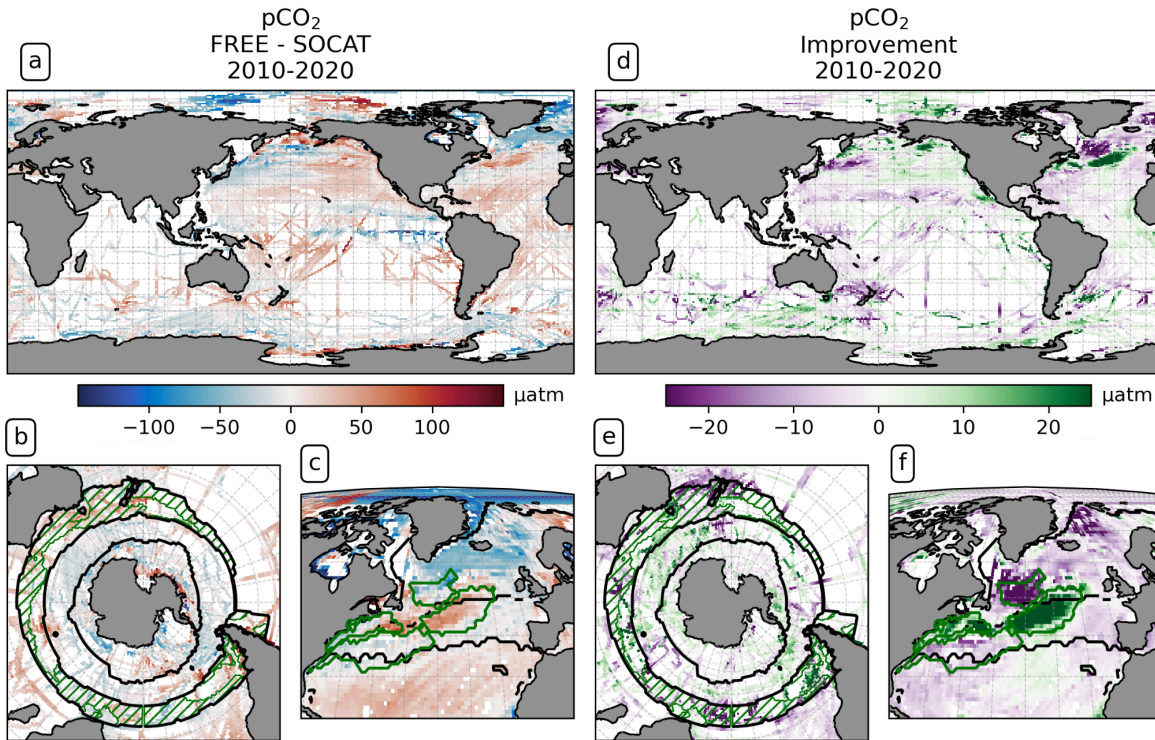 pCO₂
FREE - SOCAT
2010-2020
a
pCO₂
Improvement
2010-2020
d
−100 −50 0 50 100 μatm
−20 −10 0 10 20 μatm
b
c
e
f